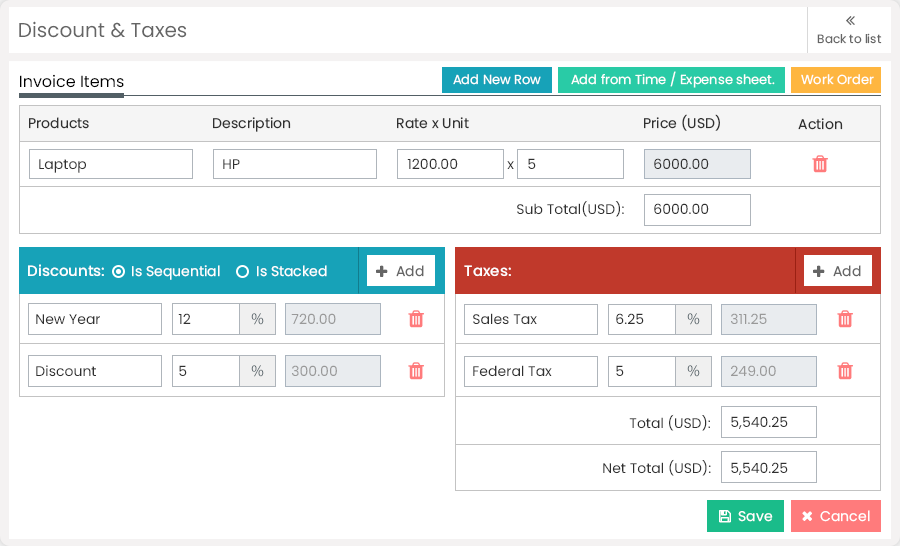 Discount & Taxes
Back to list
Invoice Items
Add New Row
Add from Time / Expense sheet.
Work Order
Products Description Rate x Unit Price (USD) Action
Laptop HP 1200.00 x 5 6000.00
Sub Total(USD): 6000.00
Discounts: Is Sequential Is Stacked Add
New Year 12 % 720.00
Discount 5 % 300.00
Taxes: Add
Sales Tax 6.25 % 311.25
Federal Tax 5 % 249.00
Total (USD): 5,540.25
Net Total (USD): 5,540.25
Save Cancel